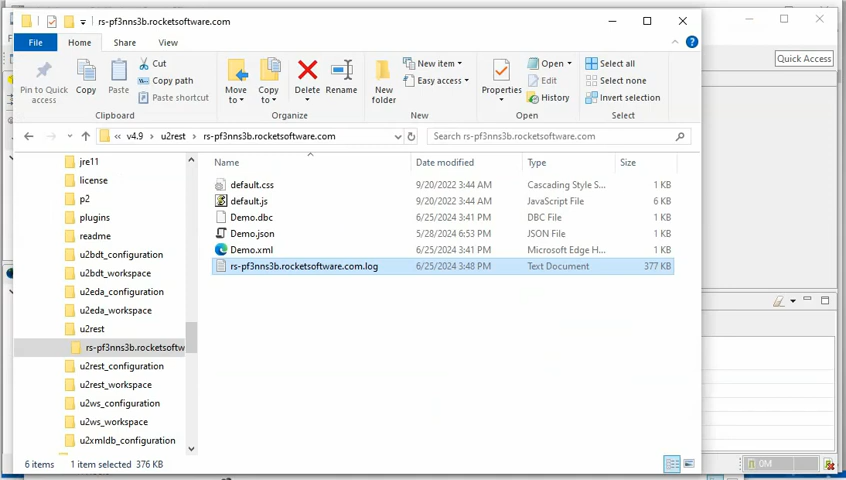 rs-pf3nns3b.rocketsoftware.com
File Home Share View
Quick Access
Pin to Quick access
Copy
Paste
Cut
Copy path
Paste shortcut
Clipboard
Move to
Copy to
Delete
Rename
Organize
New folder
New item
Easy access
New
Properties
Open
Edit
History
Open
Select all
Select none
Invert selection
Select
« v4.9 › u2rest › rs-pf3nns3b.rocketsoftware.com
Search rs-pf3nns3b.rocketsoftware.com
jre11
license
p2
plugins
readme
u2bdt_configuration
u2bdt_workspace
u2eda_configuration
u2eda_workspace
u2rest
rs-pf3nns3b.rocketsoftw
u2rest_configuration
u2rest_workspace
u2ws_configuration
u2ws_workspace
u2xmldb_configuration
Name Date modified Type Size
default.css 9/20/2022 3:44 AM Cascading Style S... 1 KB
default.js 9/20/2022 3:44 AM JavaScript File 6 KB
Demo.dbc 6/25/2024 3:41 PM DBC File 1 KB
Demo.json 5/28/2024 6:53 PM JSON File 1 KB
Demo.xml 6/25/2024 3:41 PM Microsoft Edge H... 1 KB
rs-pf3nns3b.rocketsoftware.com.log 6/25/2024 3:48 PM Text Document 377 KB
6 items 1 item selected 376 KB
0M